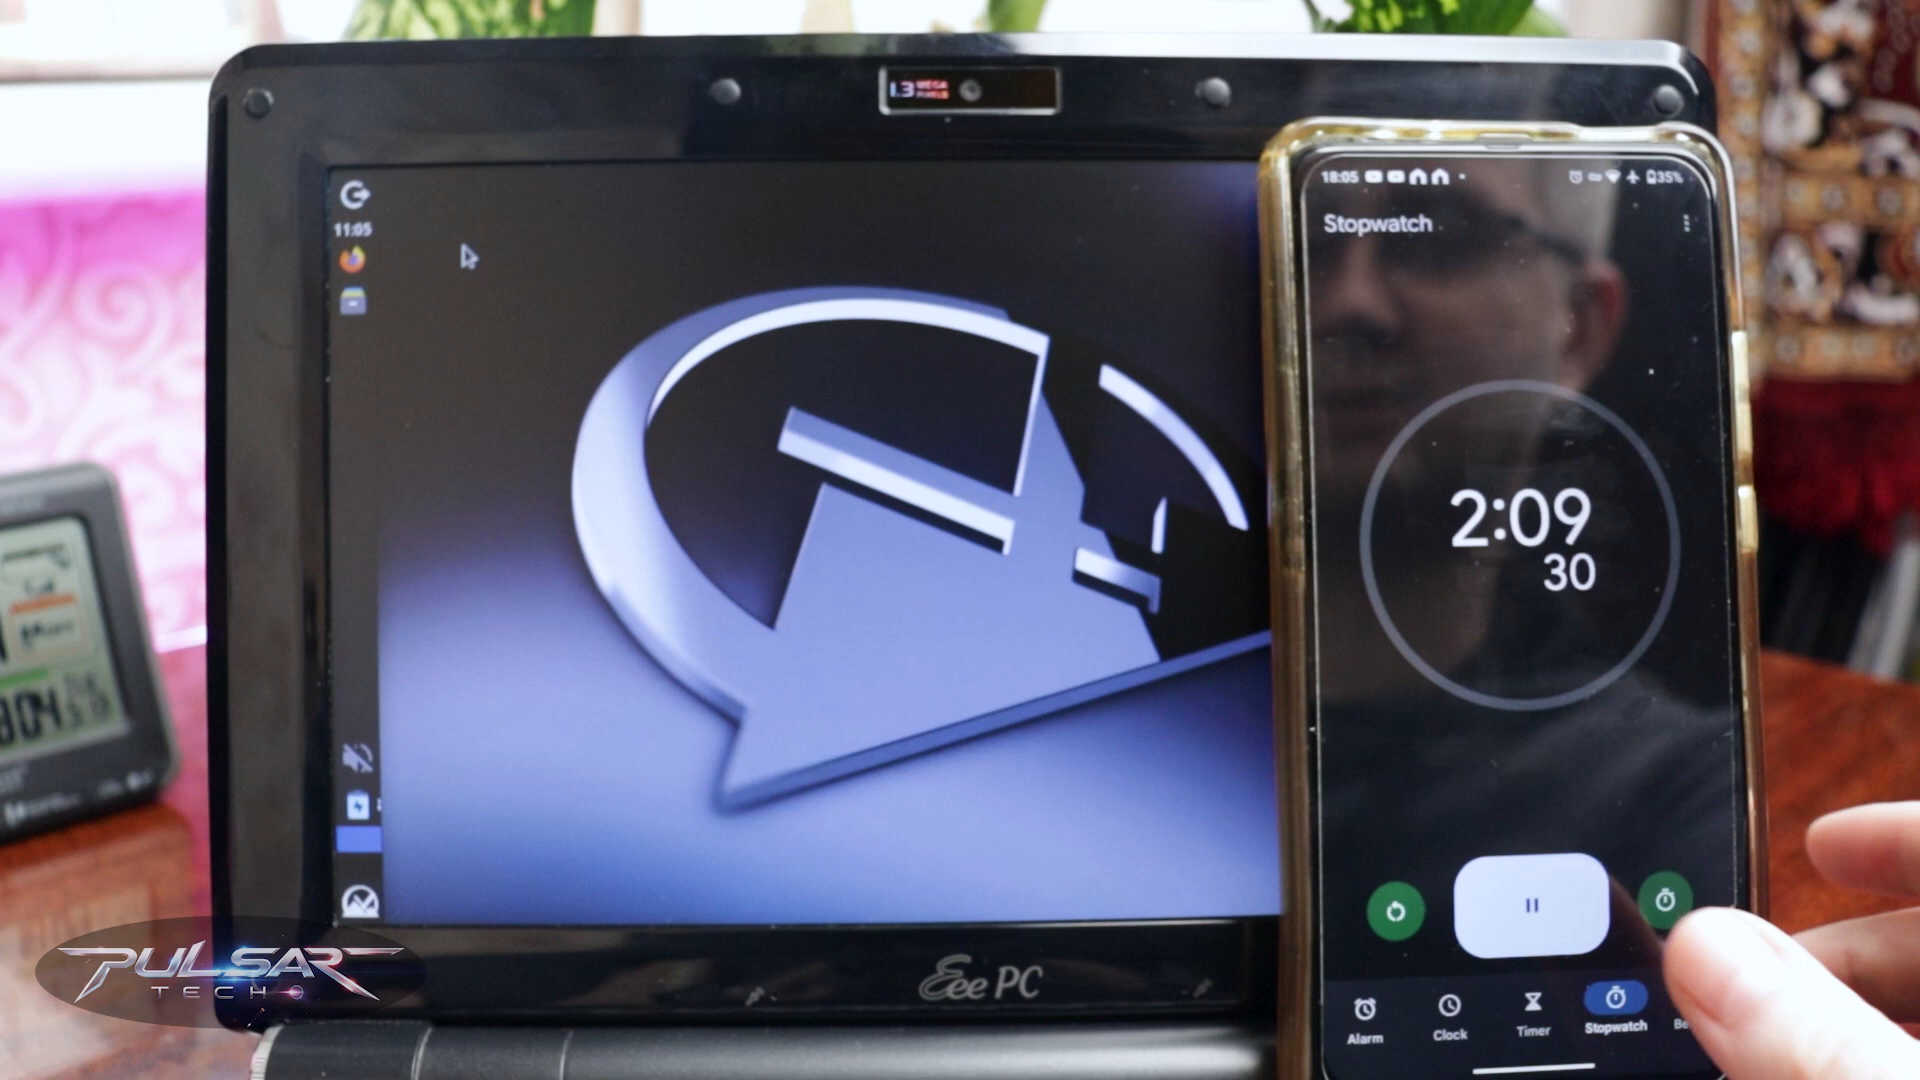 1.3 MEGA
PIXELS
11:05
18:05
35%
Stopwatch
2:09
30
Alarm
Clock
Timer
Stopwatch
Be
Eee PC
PULSAR
TECH